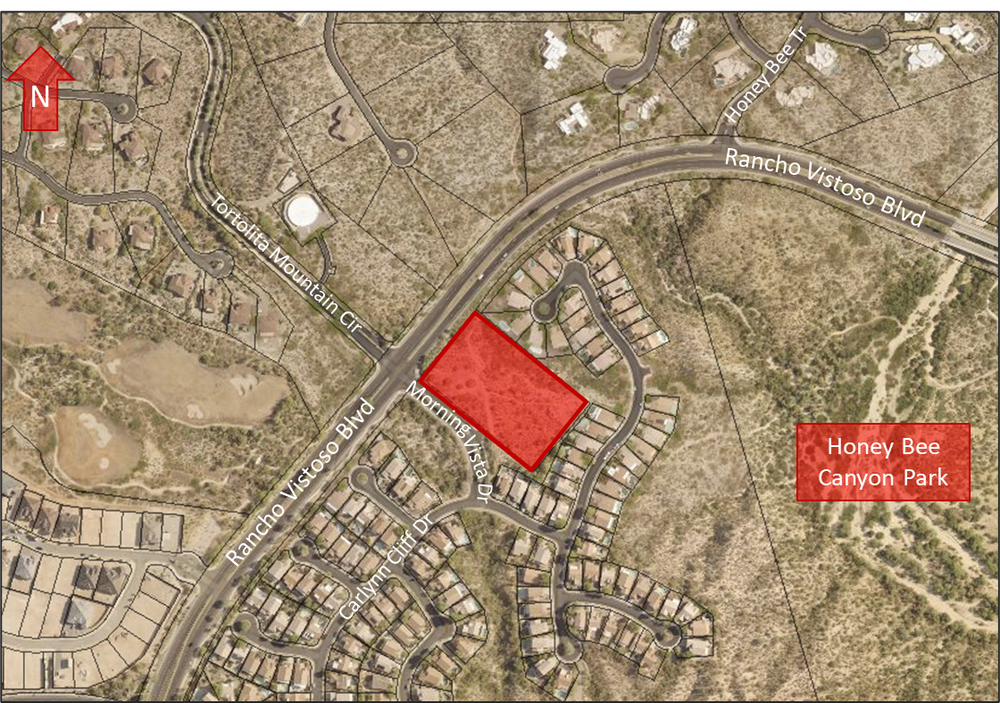 N
Honey Bee Tr
Rancho Vistoso Blvd
Tortolita Mountain Cir
Morning Vista Dr
Rancho Vistoso Blvd
Carlynn Cliff Dr
Honey Bee
Canyon Park